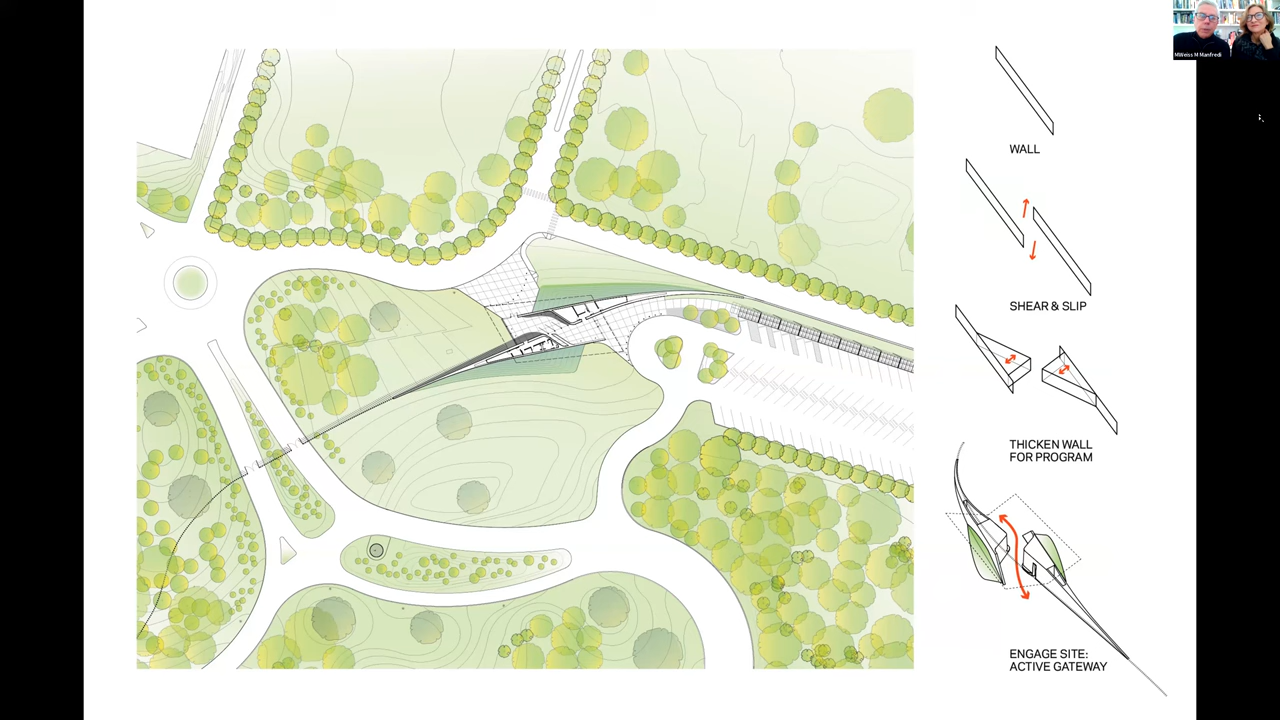 MWeiss M Manfredi
WALL
SHEAR & SLIP
THICKEN WALL
FOR PROGRAM
ENGAGE SITE:
ACTIVE GATEWAY